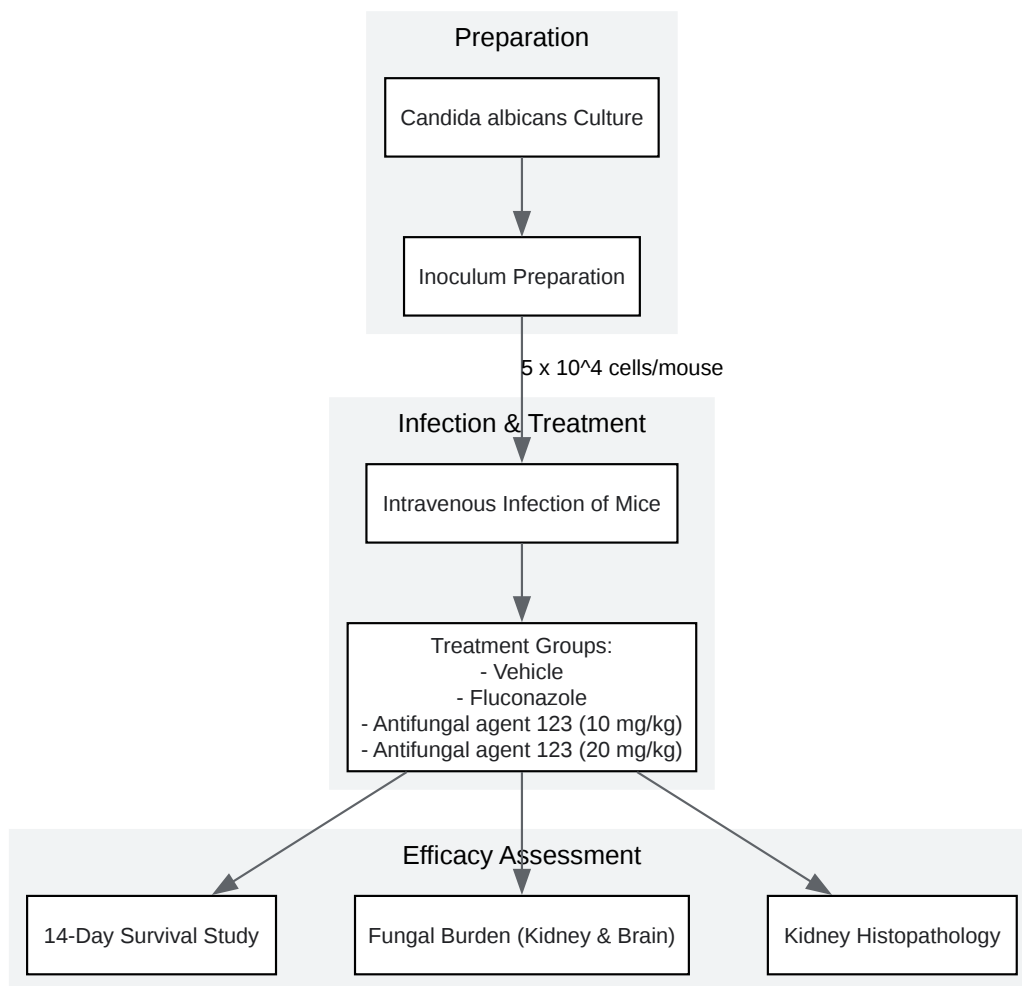 Preparation
Candida albicans Culture
Inoculum Preparation
5 x 10^4 cells/mouse
Infection & Treatment
Intravenous Infection of Mice
Treatment Groups:
- Vehicle
- Fluconazole
- Antifungal agent 123 (10 mg/kg)
- Antifungal agent 123 (20 mg/kg)
Efficacy Assessment
14-Day Survival Study
Fungal Burden (Kidney & Brain)
Kidney Histopathology